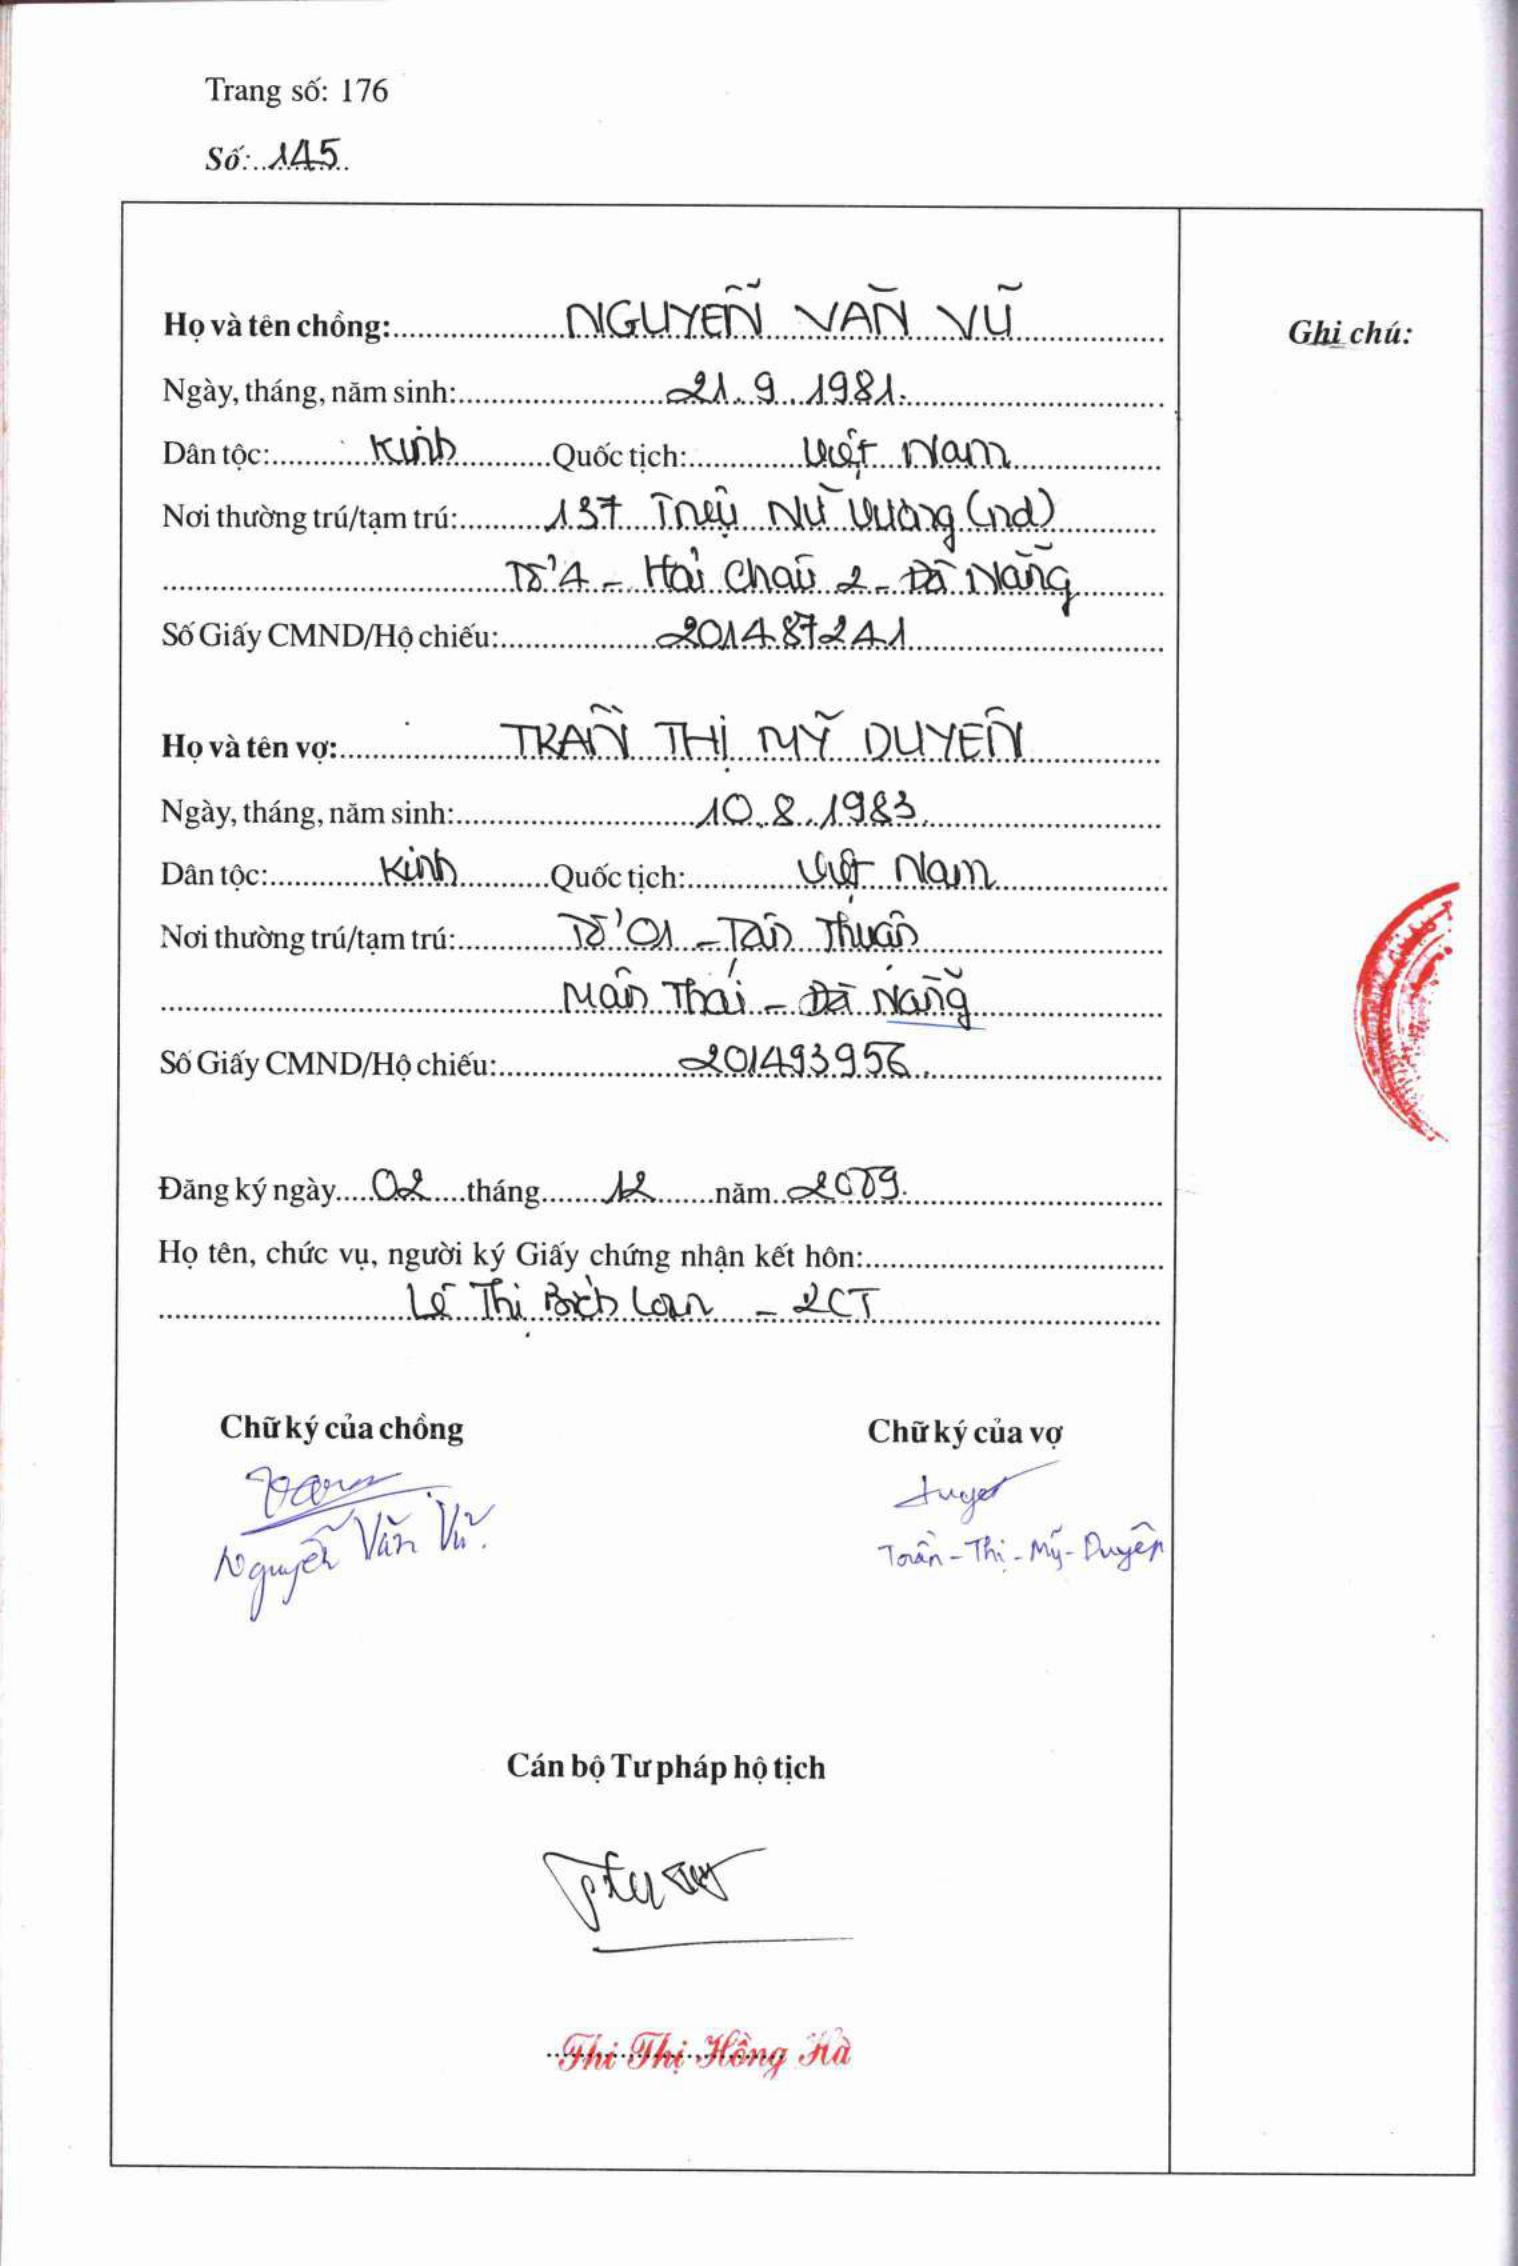 Trang số: 176
Số: 145
Họ và tên chồng: NGUYỄN VĂN VŨ
Ghi chú:
Ngày, tháng, năm sinh: 21.9.1981.
Dân tộc: Kinh Quốc tịch: Việt Nam
Nơi thường trú/tạm trú: 137 Triệu Nữ Vương (nd)
Tổ 4 - Hải Châu 2 - Đà Nẵng
Số Giấy CMND/Hộ chiếu: 201487241
Họ và tên vợ: TRẦN THỊ MỸ DUYÊN
Ngày, tháng, năm sinh: 10.8.1983.
Dân tộc: Kinh Quốc tịch: Việt Nam
Nơi thường trú/tạm trú: Tổ 01 - Tân Thuận
Mân Thái - Đà Nẵng
Số Giấy CMND/Hộ chiếu: 201493956.
Đăng ký ngày 02 tháng 12 năm 2009.
Họ tên, chức vụ, người ký Giấy chứng nhận kết hôn:
Lê Thị Bích Loan - 2CT
Chữ ký của chồng Chữ ký của vợ
Nguyễn Văn Vũ.
Trần - Thị - Mỹ - Duyên
Cán bộ Tư pháp hộ tịch
Thi Thị Hồng Hà